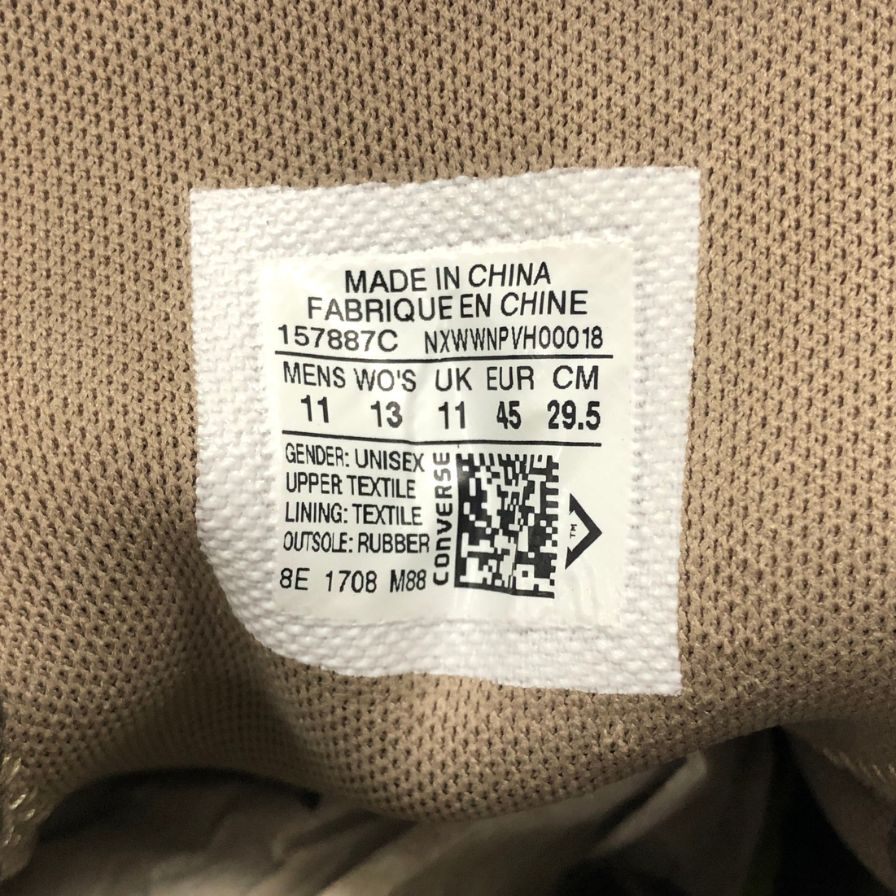 MADE IN CHINA
FABRIQUE EN CHINE
157887C NXWWNPVH00018
MENS WO'S UK EUR CM
11 13 11 45 29.5
GENDER: UNISEX
UPPER TEXTILE
LINING: TEXTILE
OUTSOLE: RUBBER
8E 1708 M88
CONVERSE
TM